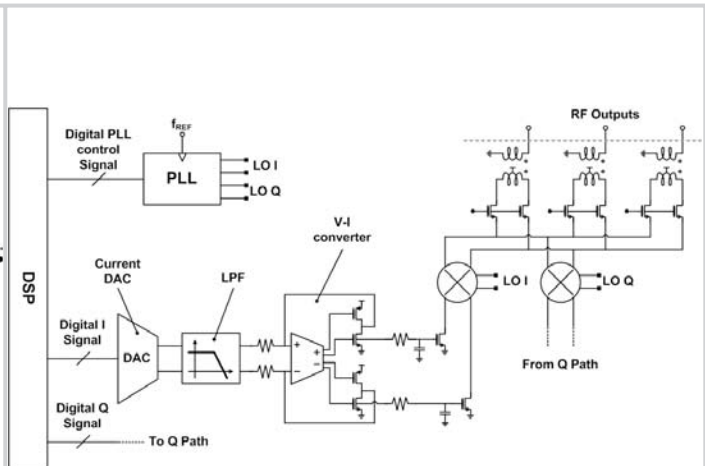 RF Outputs
fREF
Digital PLL
control
Signal
PLL
LO I
LO Q
V-I
converter
Current
DAC
LPF
DSP
LO I
LO Q
Digital I
Signal
DAC
+
−
+
−
From Q Path
Digital Q
Signal
To Q Path